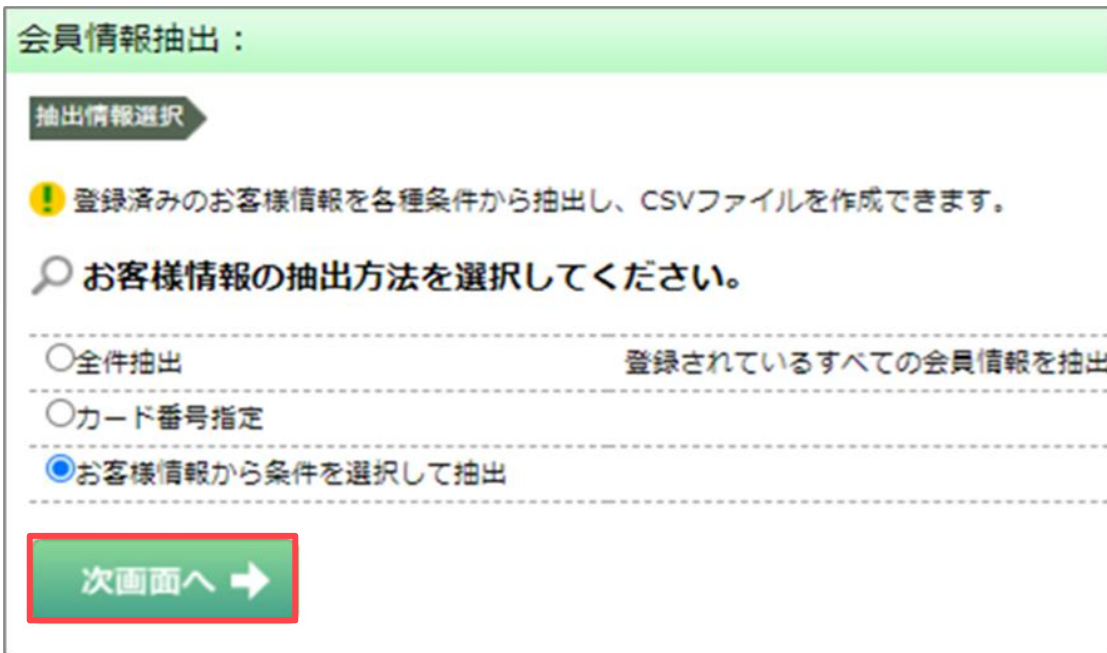 会員情報抽出：
抽出情報選択
登録済みのお客様情報を各種条件から抽出し、CSVファイルを作成できます。
お客様情報の抽出方法を選択してください。
全件抽出 登録されているすべての会員情報を抽出
カード番号指定
お客様情報から条件を選択して抽出
次画面へ